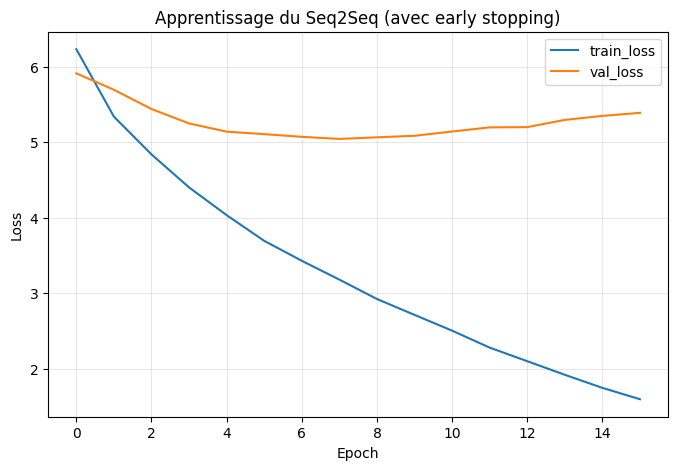 Apprentissage du Seq2Seq (avec early stopping)
train_loss
val_loss
6
5
4
3
2
Loss
0 2 4 6 8 10 12 14
Epoch